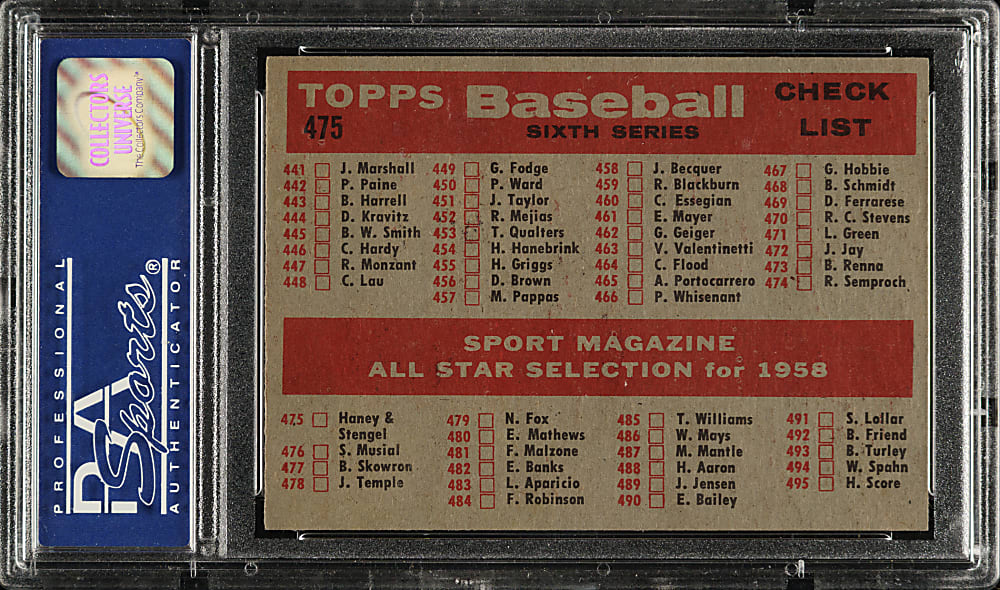 COLLECTORS
UNIVERSE
The Collectors Company™
PROFESSIONAL
PSA
Sports®
AUTHENTICATOR
TOPPS Baseball CHECK
475 SIXTH SERIES LIST
441 J. Marshall
442 P. Paine
443 B. Harrell
444 D. Kravitz
445 B. W. Smith
446 C. Hardy
447 R. Monzant
448 C. Lau
449 G. Fodge
450 P. Ward
451 J. Taylor
452 R. Mejias
453 T. Qualters
454 H. Hanebrink
455 H. Griggs
456 D. Brown
457 M. Pappas
458 J. Becquer
459 R. Blackburn
460 C. Essegian
461 E. Mayer
462 G. Geiger
463 V. Valentinetti
464 C. Flood
465 A. Portocarrero
466 P. Whisenant
467 G. Hobbie
468 B. Schmidt
469 D. Ferrarese
470 R. C. Stevens
471 L. Green
472 J. Jay
473 B. Renna
474 R. Semproch
SPORT MAGAZINE
ALL STAR SELECTION for 1958
475 Haney &
Stengel
476 S. Musial
477 B. Skowron
478 J. Temple
479 N. Fox
480 E. Mathews
481 F. Malzone
482 E. Banks
483 L. Aparicio
484 F. Robinson
485 T. Williams
486 W. Mays
487 M. Mantle
488 H. Aaron
489 J. Jensen
490 E. Bailey
491 S. Lollar
492 B. Friend
493 B. Turley
494 W. Spahn
495 H. Score